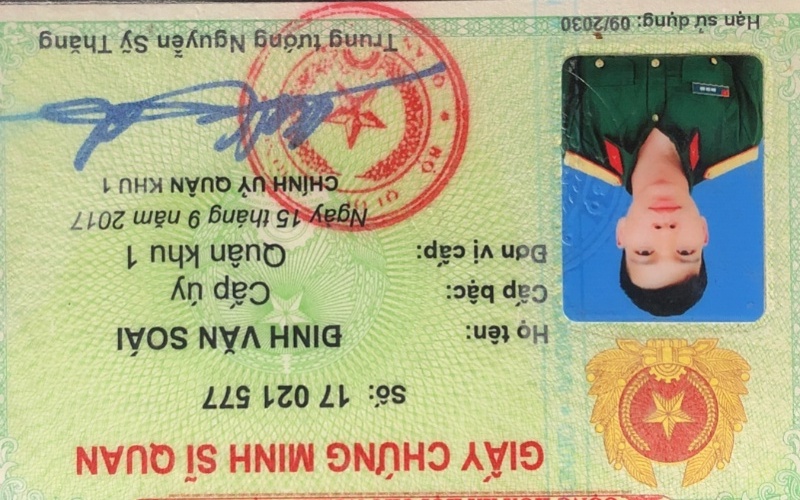 GIẤY CHỨNG MINH SĨ QUAN
Số: 17 021 577
Họ tên: ĐINH VĂN SOÁI
Cấp bậc: Cấp úy
Đơn vị cấp: Quân khu 1
Ngày 15 tháng 9 năm 2017
CHÍNH UỶ QUÂN KHU 1
Trung tướng Nguyễn Sỹ Thăng
Hạn sử dụng: 09/2030